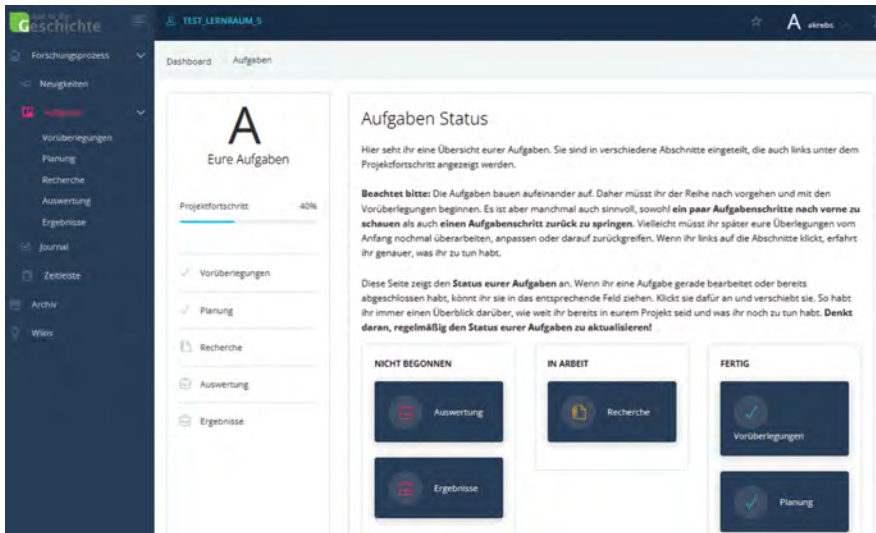 Geschichte
TEST_LERNRAUM_5
A akrebs
Forschungsprozess
Neuigkeiten
Aufgaben
Vorüberlegungen
Planung
Recherche
Auswertung
Ergebnisse
Journal
Zeitleiste
Archiv
Wikis
Dashboard Aufgaben
A
Eure Aufgaben
Projektfortschritt 40%
Vorüberlegungen
Planung
Recherche
Auswertung
Ergebnisse
Aufgaben Status
Hier seht ihr eine Übersicht eurer Aufgaben. Sie sind in verschiedene Abschnitte eingeteilt, die auch links unter dem
Projektfortschritt angezeigt werden.
Beachtet bitte: Die Aufgaben bauen aufeinander auf. Daher müsst ihr der Reihe nach vorgehen und mit den
Vorüberlegungen beginnen. Es ist aber manchmal auch sinnvoll, sowohl ein paar Aufgabenschritte nach vorne zu
schauen als auch einen Aufgabenschritt zurück zu springen. Vielleicht müsst ihr später eure Überlegungen vom
Anfang nochmal überarbeiten, anpassen oder darauf zurückgreifen. Wenn ihr links auf die Abschnitte klickt, erfahrt
ihr genauer, was ihr zu tun habt.
Diese Seite zeigt den Status eurer Aufgaben an. Wenn ihr eine Aufgabe gerade bearbeitet oder bereits
abgeschlossen habt, könnt ihr sie in das entsprechende Feld ziehen. Klickt sie dafür an und verschiebt sie. So habt
ihr immer einen Überblick darüber, wie weit ihr bereits in eurem Projekt seid und was ihr noch zu tun habt. Denkt
daran, regelmäßig den Status eurer Aufgaben zu aktualisieren!
NICHT BEGONNEN
Auswertung
Ergebnisse
IN ARBEIT
Recherche
FERTIG
Vorüberlegungen
Planung